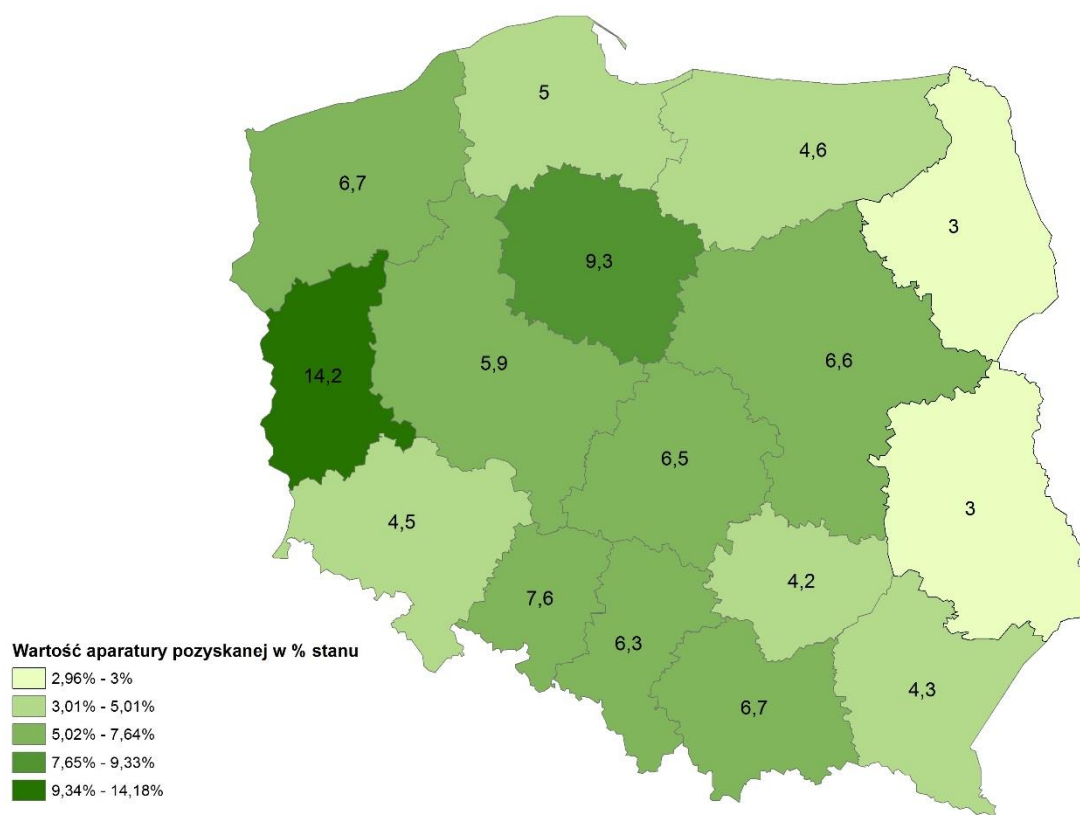 5
4,6
6,7
3
9,3
14,2
5,9
6,6
6,5
3
4,5
4,2
7,6
6,3
4,3
6,7
Wartość aparatury pozyskanej w % stanu
2,96% - 3%
3,01% - 5,01%
5,02% - 7,64%
7,65% - 9,33%
9,34% - 14,18%